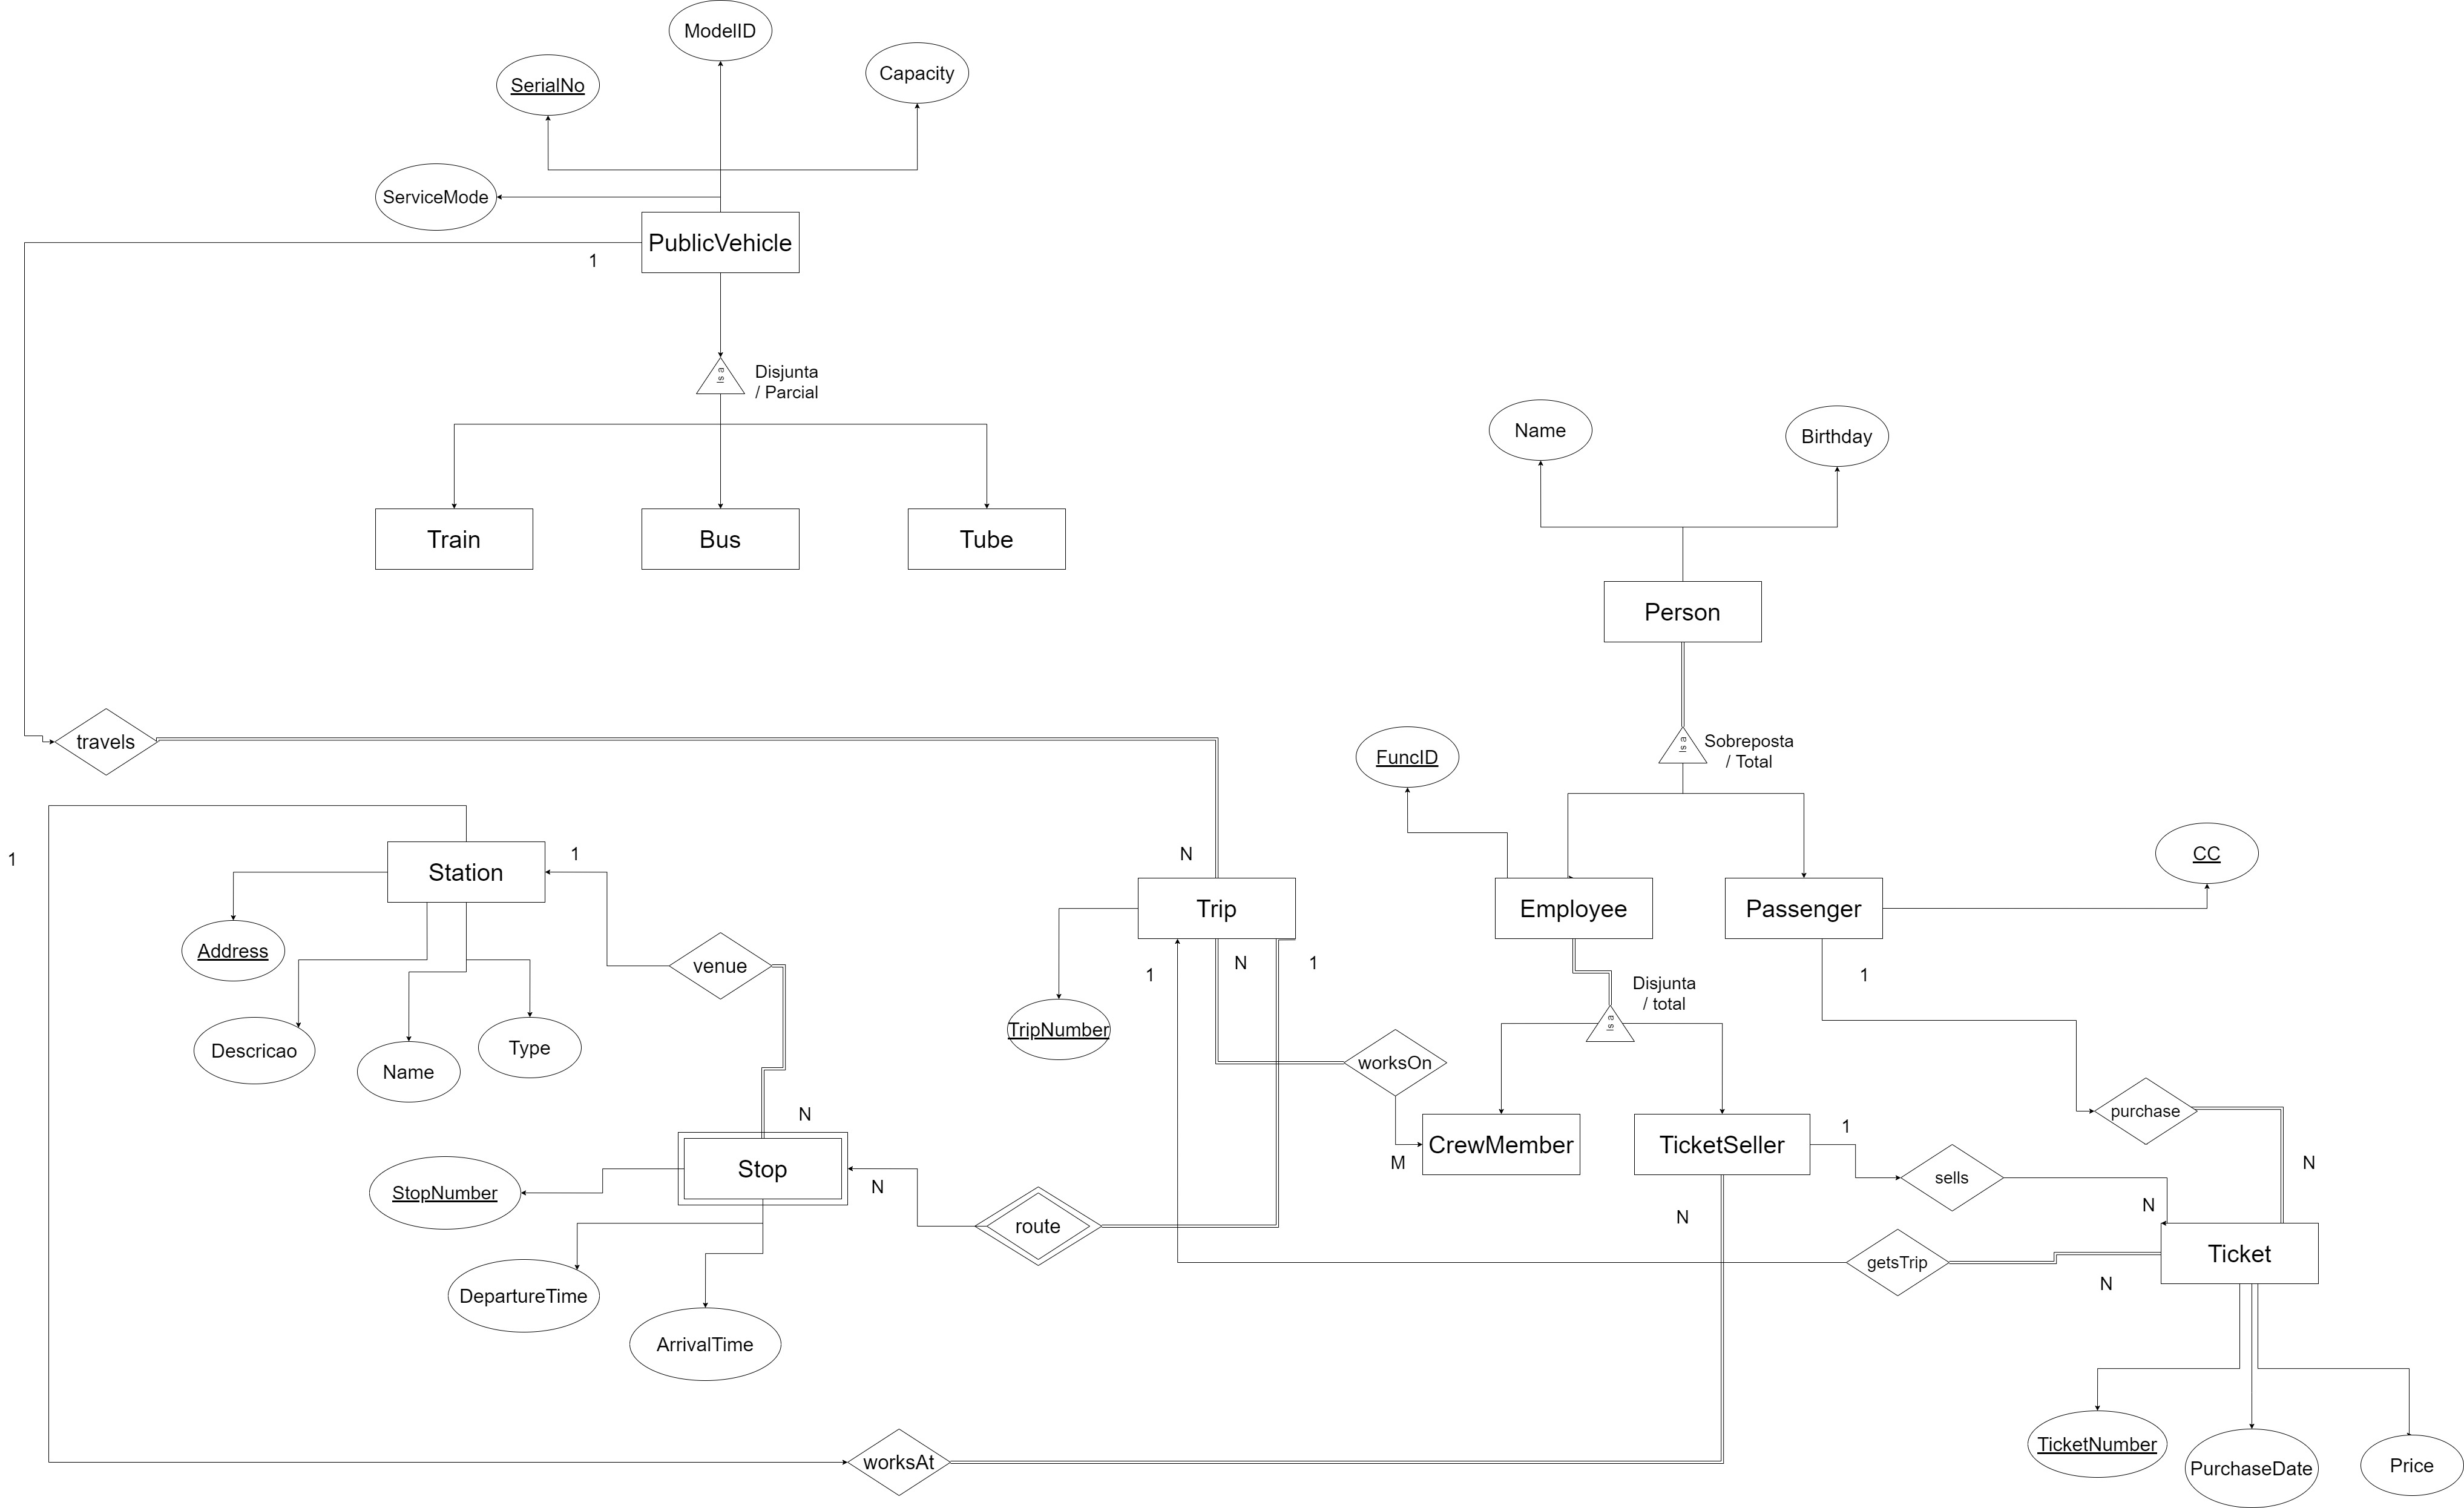 ModelID
Capacity
SerialNo
ServiceMode
PublicVehicle
1
Is a
Disjunta
/ Parcial
Name
Birthday
Train
Bus
Tube
Person
travels
Is a
Sobreposta
/ Total
FuncID
1
Station
1
N
CC
Trip
Employee
Passenger
Address
venue
N
1
1
1
Disjunta
/ total
Is a
Descricao
Type
Name
TripNumber
worksOn
N
purchase
1
Stop
CrewMember
TicketSeller
M
N
StopNumber
N
sells
N
N
route
Ticket
getsTrip
N
DepartureTime
ArrivalTime
TicketNumber
worksAt
PurchaseDate
Price